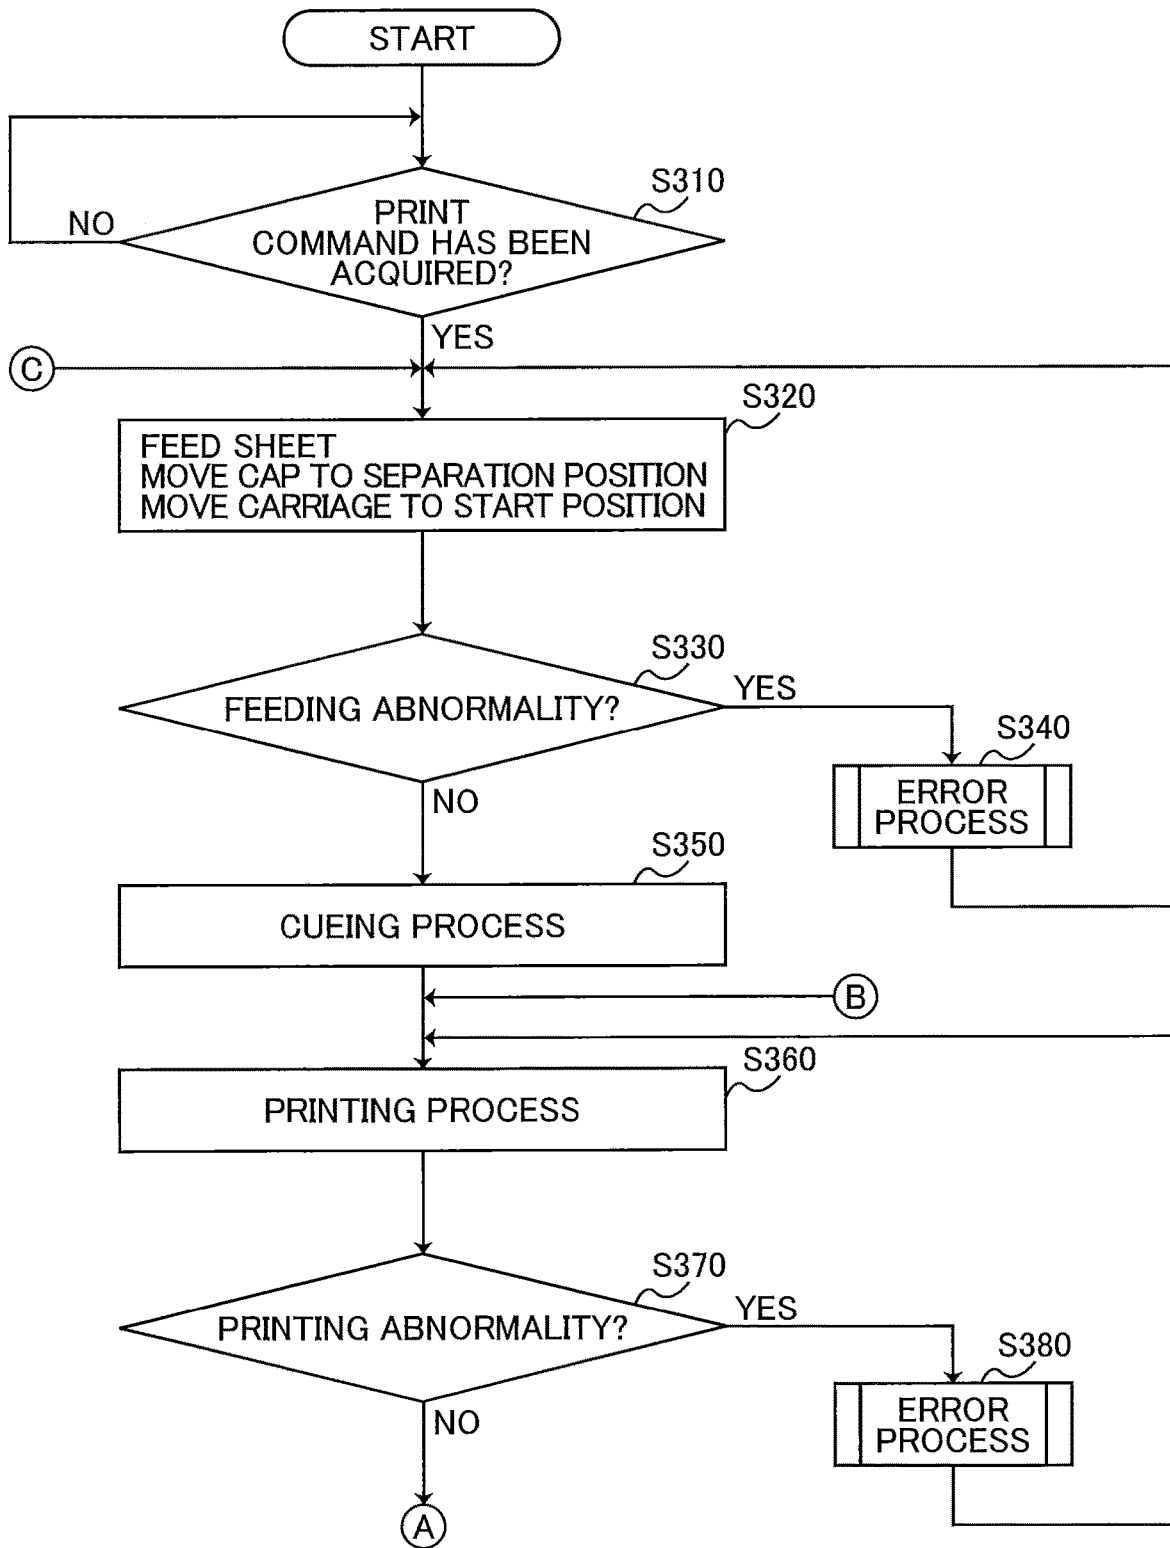 START
S310
NO
PRINT
COMMAND HAS BEEN
ACQUIRED?
YES
C
S320
FEED SHEET
MOVE CAP TO SEPARATION POSITION
MOVE CARRIAGE TO START POSITION
S330
YES
FEEDING ABNORMALITY?
S340
ERROR
PROCESS
NO
S350
CUEING PROCESS
B
S360
PRINTING PROCESS
S370
YES
PRINTING ABNORMALITY?
S380
ERROR
PROCESS
NO
A